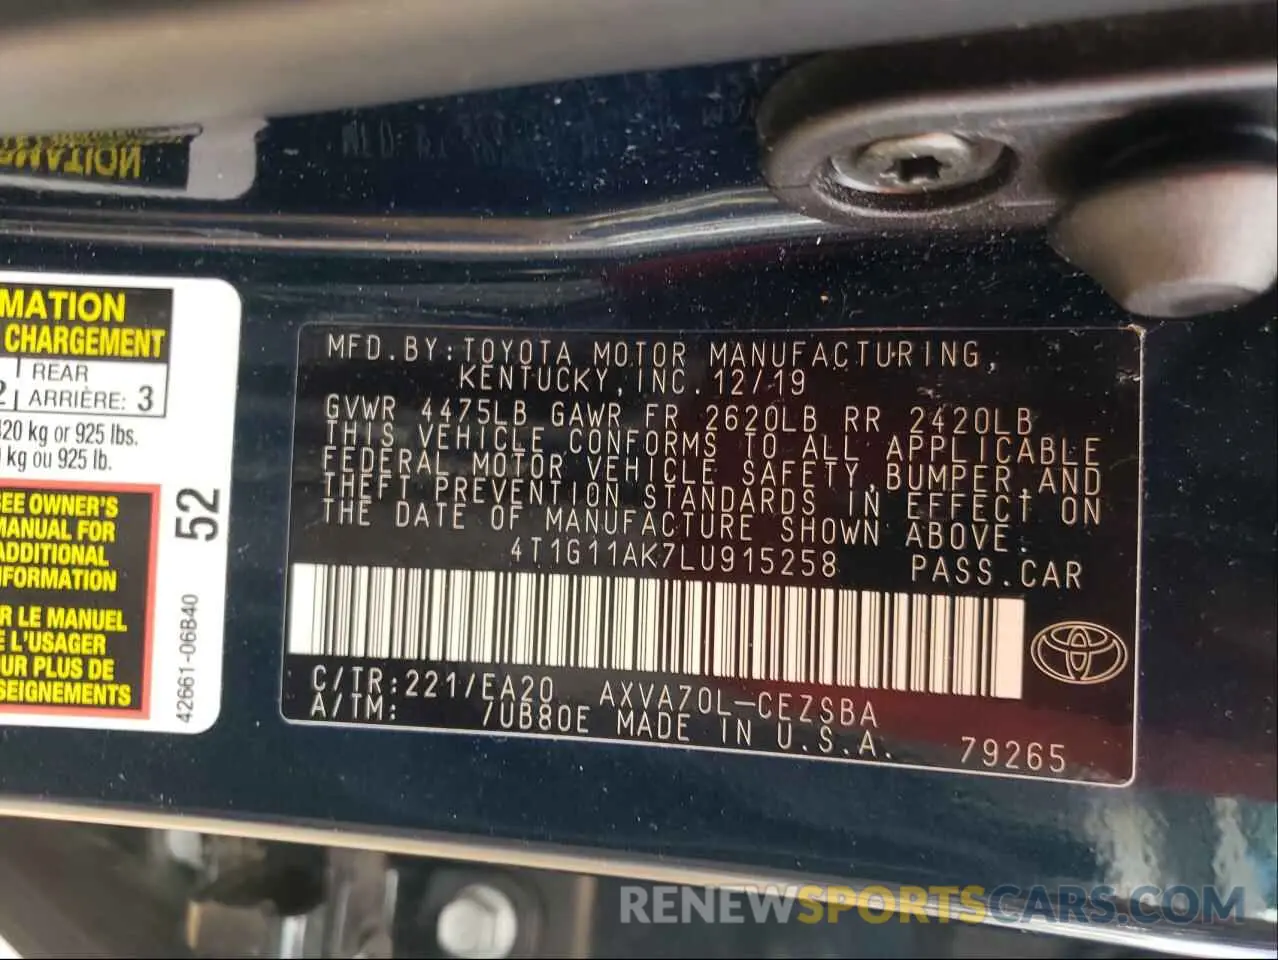 MATION
CHARGEMENT
REAR
ARRIÈRE: 3
420 kg or 925 lbs.
kg ou 925 lb.
SEE OWNER'S
MANUAL FOR
ADDITIONAL
INFORMATION
R LE MANUEL
L'USAGER
UR PLUS DE
SEIGNEMENTS
52
42661-06B40
MFD.BY:TOYOTA MOTOR MANUFACTURING,
KENTUCKY,INC.12/19
GVWR 4475LB GAWR FR 2620LB RR 2420LB
THIS VEHICLE CONFORMS TO ALL APPLICABLE
FEDERAL MOTOR VEHICLE SAFETY,BUMPER,AND
THEFT PREVENTION STANDARDS IN EFFECT ON
THE DATE OF MANUFACTURE SHOWN ABOVE.
4T1G11AK7LU915258 PASS.CAR
C/TR:221/EA20 AXVA70L-CEZSBA
A/TM: 7UB80E MADE IN U.S.A. 79265
RENEWSPORTSCARS.COM